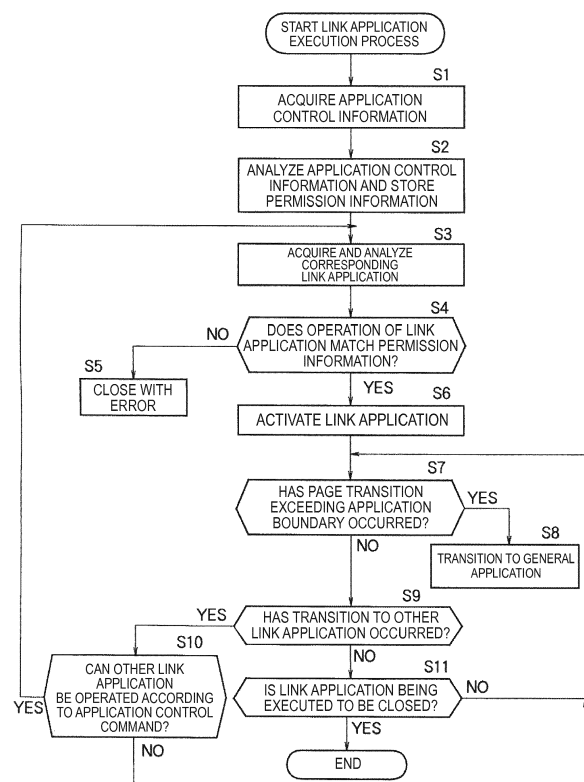 START LINK APPLICATION
EXECUTION PROCESS
S1
ACQUIRE APPLICATION
CONTROL INFORMATION
S2
ANALYZE APPLICATION CONTROL
INFORMATION AND STORE
PERMISSION INFORMATION
S3
ACQUIRE AND ANALYZE
CORRESPONDING
LINK APPLICATION
S4
DOES OPERATION OF LINK
APPLICATION MATCH PERMISSION
INFORMATION?
NO
S5
CLOSE WITH
ERROR
YES
S6
ACTIVATE LINK APPLICATION
S7
HAS PAGE TRANSITION
EXCEEDING APPLICATION
BOUNDARY OCCURRED?
YES
S8
TRANSITION TO GENERAL
APPLICATION
NO
S9
HAS TRANSITION TO OTHER
LINK APPLICATION OCCURRED?
YES
S10
CAN OTHER LINK
APPLICATION
BE OPERATED ACCORDING
TO APPLICATION CONTROL
COMMAND?
YES
NO
NO
S11
IS LINK APPLICATION BEING
EXECUTED TO BE CLOSED?
NO
YES
END